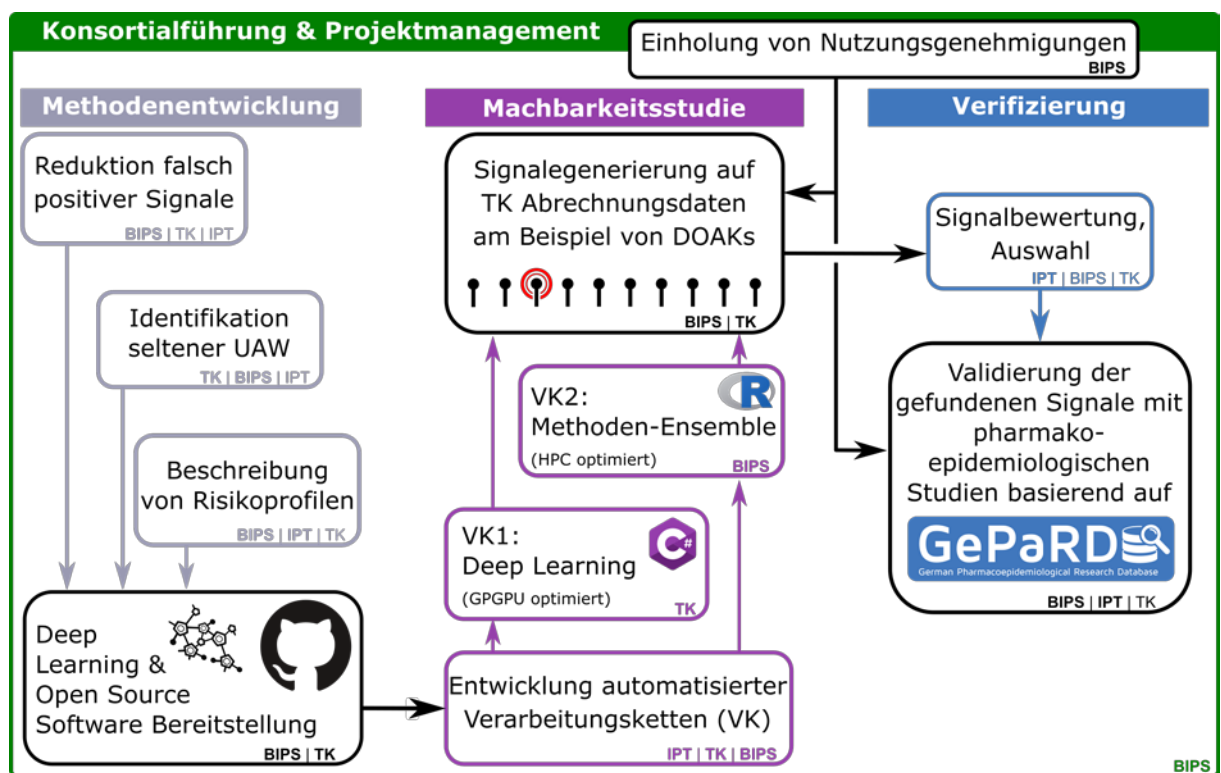 Konsortialführung & Projektmanagement
Einholung von Nutzungsgenehmigungen
BIPS
Methodenentwicklung
Reduktion falsch
positiver Signale
BIPS | TK | IPT
Identifikation
seltener UAW
TK | BIPS | IPT
Beschreibung
von Risikoprofilen
BIPS | IPT | TK
Deep
Learning &
Open Source
Software Bereitstellung
BIPS | TK
Machbarkeitsstudie
Signalegenerierung auf
TK Abrechnungsdaten
am Beispiel von DOAKs
BIPS | TK
VK2:
Methoden-Ensemble
(HPC optimiert)
R
BIPS
VK1:
Deep Learning
(GPGPU optimiert)
C#
TK
Entwicklung automatisierter
Verarbeitungsketten (VK)
IPT | TK | BIPS
Verifizierung
Signalbewertung,
Auswahl
IPT | BIPS | TK
Validierung der
gefundenen Signale mit
pharmako-
epidemiologischen
Studien basierend auf
GePaRD
German Pharmacoepidemiological Research Database
BIPS | IPT | TK
BIPS